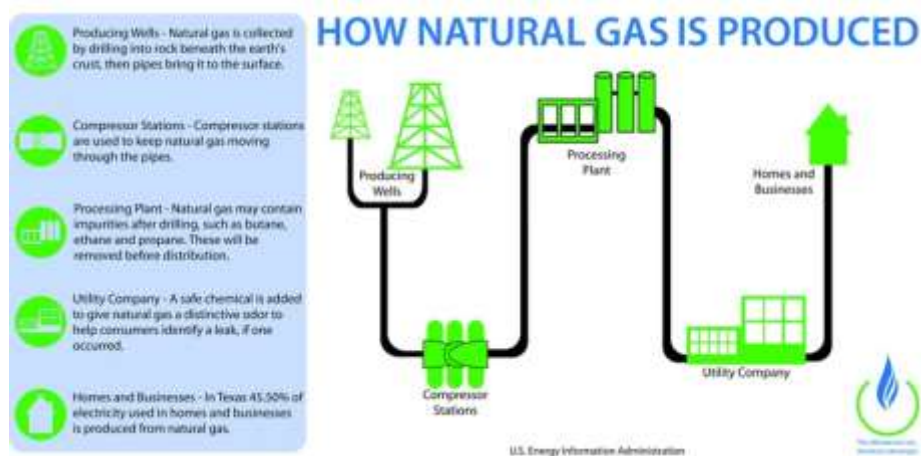 HOW NATURAL GAS IS PRODUCED
Producing Wells - Natural gas is collected
by drilling into rock beneath the earth's
crust, then pipes bring it to the surface.
Compressor Stations - Compressor stations
are used to keep natural gas moving
through the pipes.
Processing Plant - Natural gas may contain
impurities after drilling, such as butane,
ethane and propane. These will be
removed before distribution.
Utility Company - A safe chemical is added
to give natural gas a distinctive odor to
help consumers identify a leak, if one
occurred.
Homes and Businesses - In Texas 45.50% of
electricity used in homes and businesses
is produced from natural gas.
Producing
Wells
Compressor
Stations
Processing
Plant
Utility Company
Homes and
Businesses
U.S. Energy Information Administration